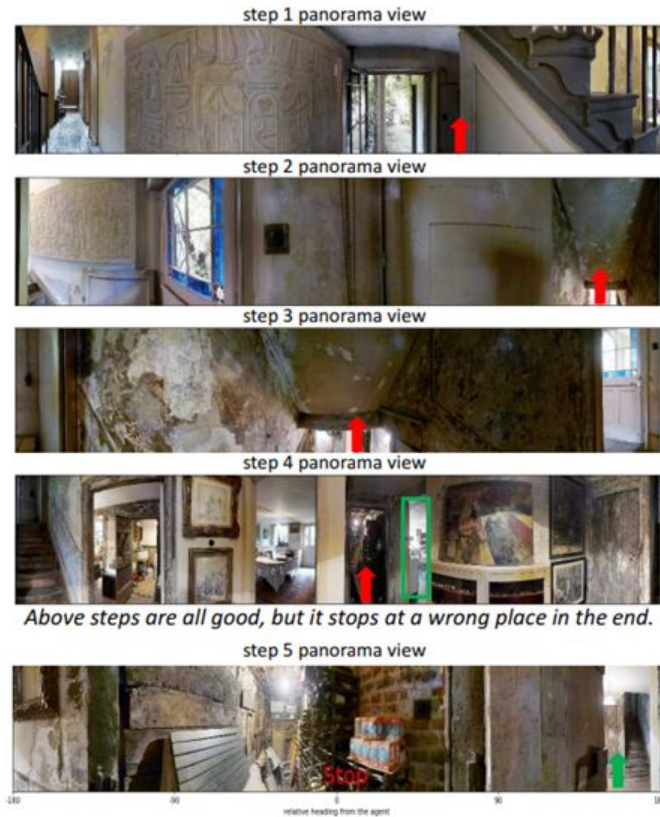 step 1 panorama view
step 2 panorama view
step 3 panorama view
step 4 panorama view
Above steps are all good, but it stops at a wrong place in the end.
step 5 panorama view
Stop
-180 -90 0 90
relative heading from the agent